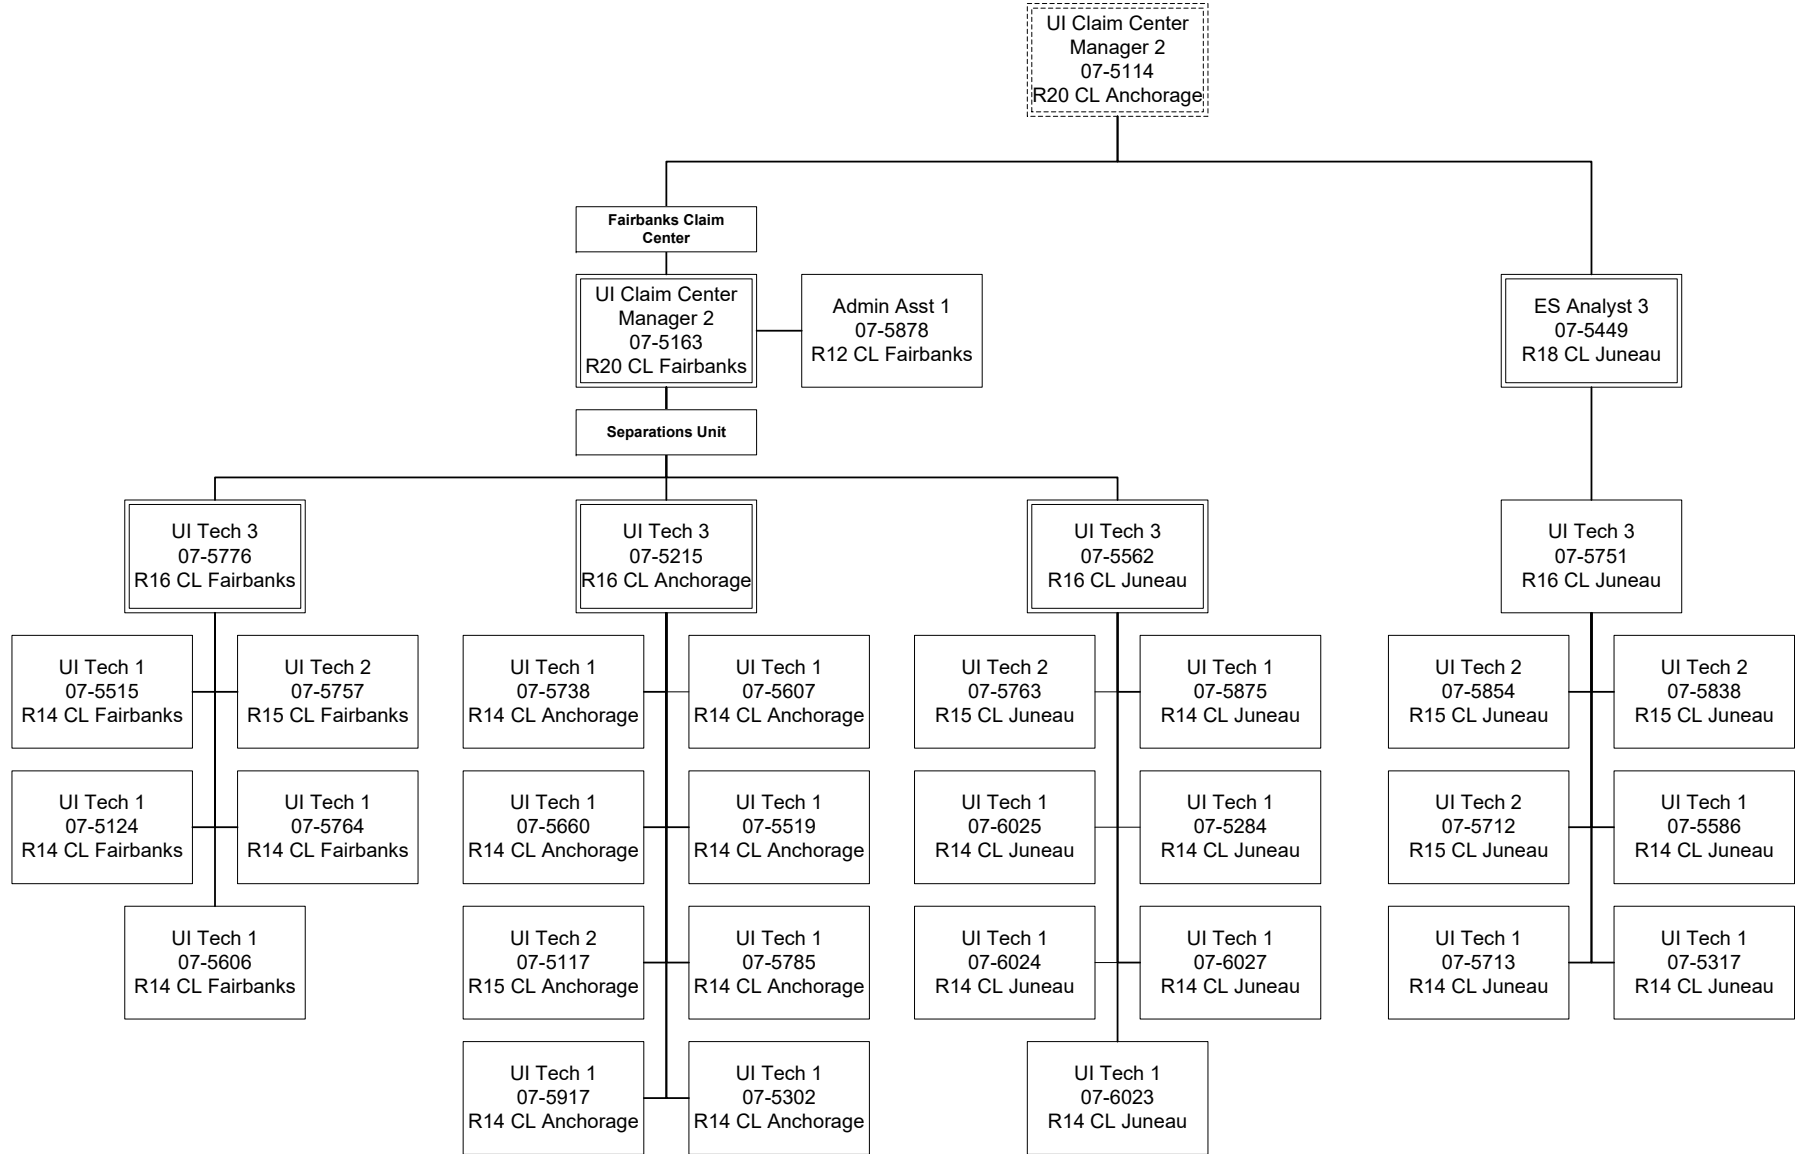 UI Claim Center
Manager 2
07-5114
R20 CL Anchorage
Fairbanks Claim
Center
UI Claim Center
Manager 2
07-5163
R20 CL Fairbanks
Admin Asst 1
07-5878
R12 CL Fairbanks
ES Analyst 3
07-5449
R18 CL Juneau
Separations Unit
UI Tech 3
07-5776
R16 CL Fairbanks
UI Tech 3
07-5215
R16 CL Anchorage
UI Tech 3
07-5562
R16 CL Juneau
UI Tech 3
07-5751
R16 CL Juneau
UI Tech 1
07-5515
R14 CL Fairbanks
UI Tech 2
07-5757
R15 CL Fairbanks
UI Tech 1
07-5738
R14 CL Anchorage
UI Tech 1
07-5607
R14 CL Anchorage
UI Tech 2
07-5763
R15 CL Juneau
UI Tech 1
07-5875
R14 CL Juneau
UI Tech 2
07-5854
R15 CL Juneau
UI Tech 2
07-5838
R15 CL Juneau
UI Tech 1
07-5124
R14 CL Fairbanks
UI Tech 1
07-5764
R14 CL Fairbanks
UI Tech 1
07-5660
R14 CL Anchorage
UI Tech 1
07-5519
R14 CL Anchorage
UI Tech 1
07-6025
R14 CL Juneau
UI Tech 1
07-5284
R14 CL Juneau
UI Tech 2
07-5712
R15 CL Juneau
UI Tech 1
07-5586
R14 CL Juneau
UI Tech 1
07-5606
R14 CL Fairbanks
UI Tech 2
07-5117
R15 CL Anchorage
UI Tech 1
07-5785
R14 CL Anchorage
UI Tech 1
07-6024
R14 CL Juneau
UI Tech 1
07-6027
R14 CL Juneau
UI Tech 1
07-5713
R14 CL Juneau
UI Tech 1
07-5317
R14 CL Juneau
UI Tech 1
07-5917
R14 CL Anchorage
UI Tech 1
07-5302
R14 CL Anchorage
UI Tech 1
07-6023
R14 CL Juneau